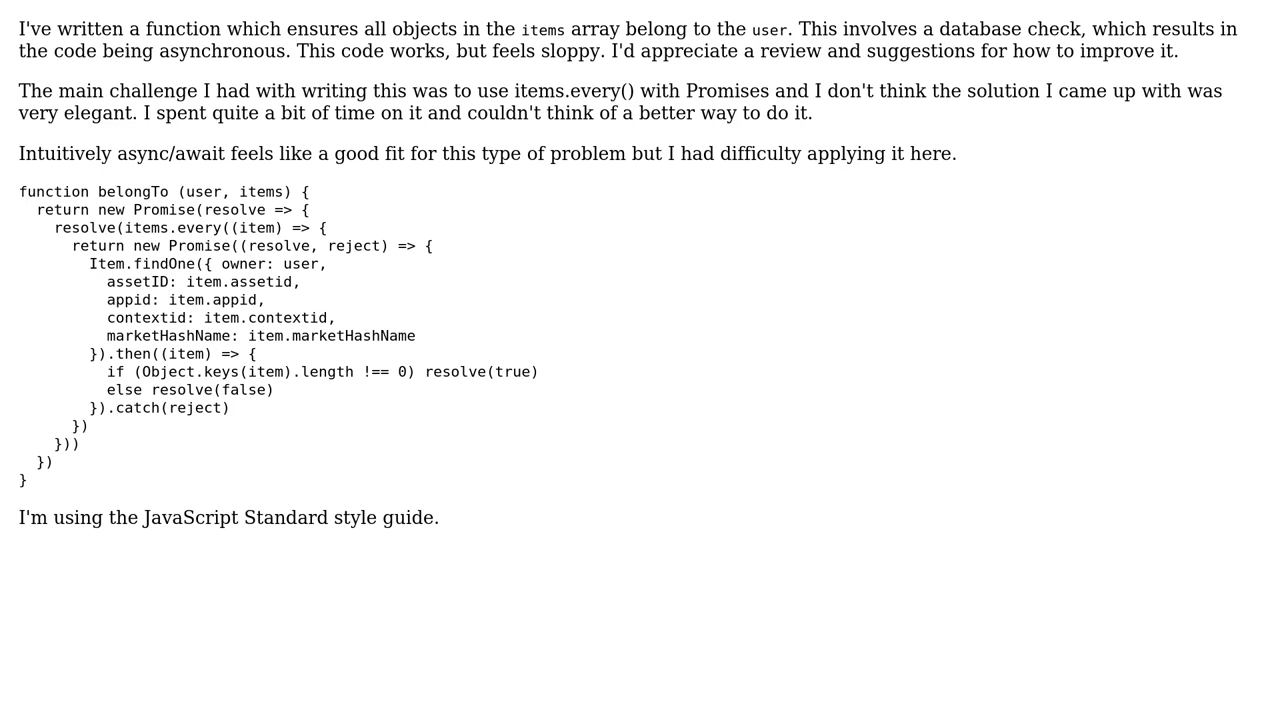 I've written a function which ensures all objects in the items array belong to the user. This involves a database check, which results in
the code being asynchronous. This code works, but feels sloppy. I'd appreciate a review and suggestions for how to improve it.
The main challenge I had with writing this was to use items.every() with Promises and I don't think the solution I came up with was
very elegant. I spent quite a bit of time on it and couldn't think of a better way to do it.
Intuitively async/await feels like a good fit for this type of problem but I had difficulty applying it here.
function belongTo (user, items) {
  return new Promise(resolve => {
    resolve(items.every((item) => {
      return new Promise((resolve, reject) => {
        Item.findOne({ owner: user,
          assetID: item.assetid,
          appid: item.appid,
          contextid: item.contextid,
          marketHashName: item.marketHashName
        }).then((item) => {
          if (Object.keys(item).length !== 0) resolve(true)
          else resolve(false)
        }).catch(reject)
      })
    }))
  })
}
I'm using the JavaScript Standard style guide.